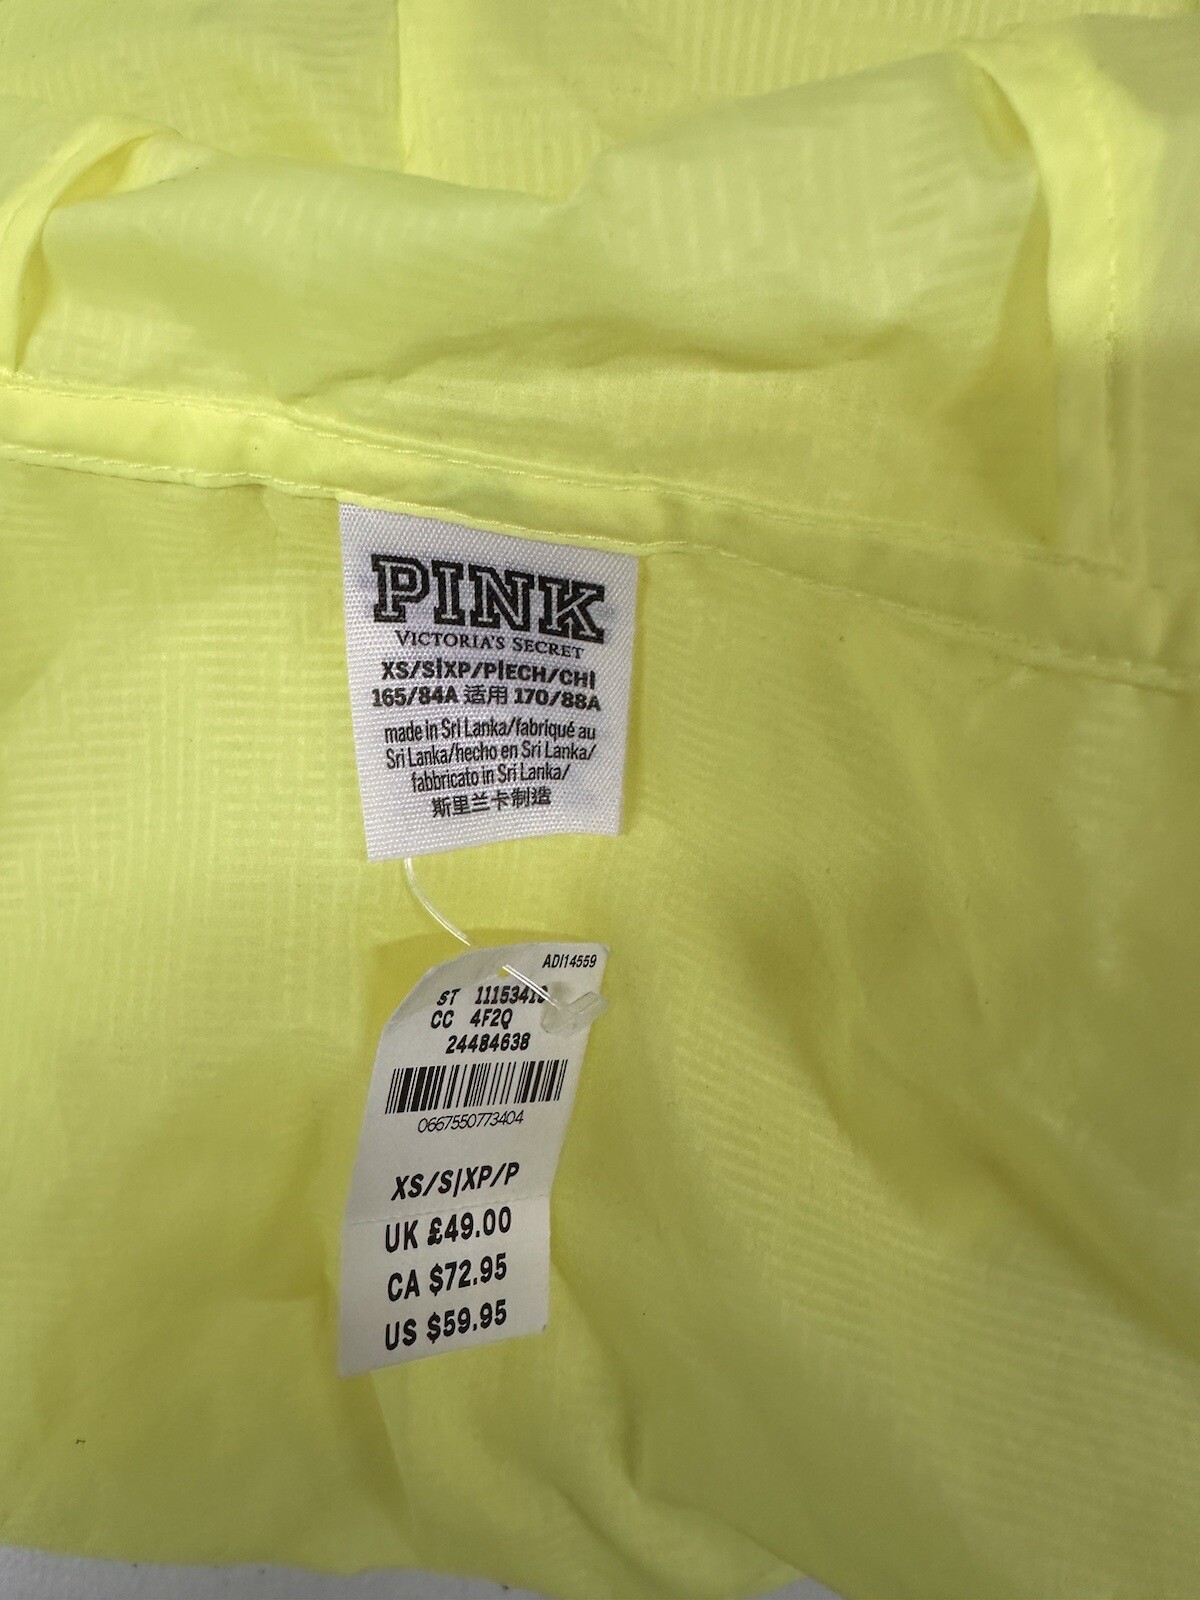 PINK
VICTORIA'S SECRET
XS/S|XP/P|ECH/CH|
165/84A 适用 170/88A
made in Sri Lanka/fabriqué au
Sri Lanka/hecho en Sri Lanka/
fabbricato in Sri Lanka/
斯里兰卡制造
ADI14559
ST
CC 4F2Q
24484638
0667550773404
XS/S|XP/P
UK £49.00
CA $72.95
US $59.95